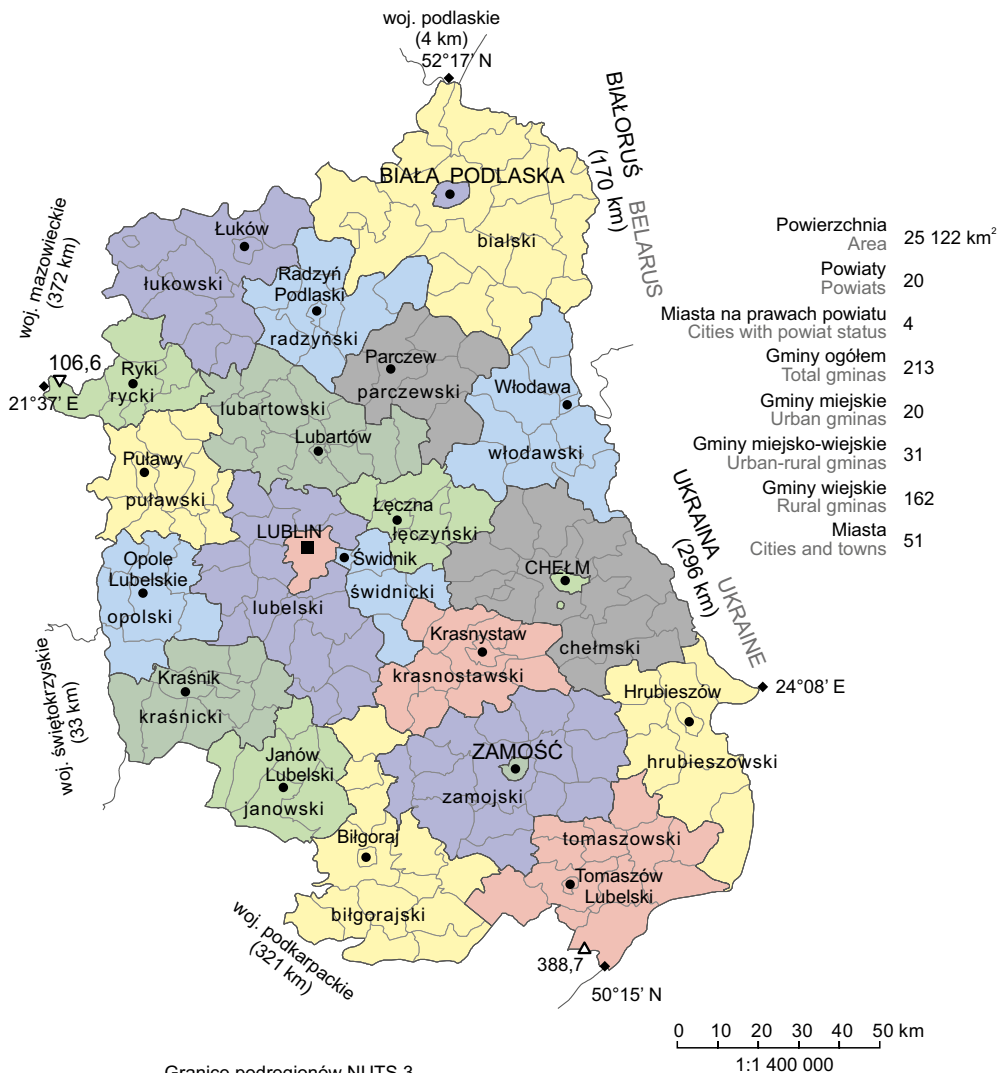 woj. podlaskie
(4 km)
52°17' N
BIAŁORUŚ
(170 km)
BELARUS
BIAŁA PODLASKA
bialski
woj. mazowieckie
(372 km)
Łuków
łukowski
Radzyń
Podlaski
radzyński
Powierzchnia
Area
25 122 km²
Powiaty
Powiats
20
Miasta na prawach powiatu
Cities with powiat status
4
Gminy ogółem
Total gminas
213
Gminy miejskie
Urban gminas
20
Gminy miejsko-wiejskie
Urban-rural gminas
31
Gminy wiejskie
Rural gminas
162
Miasta
Cities and towns
51
106,6
21°37' E
Ryki
rycki
Parczew
parczewski
Włodawa
włodawski
lubartowski
Lubartów
Puławy
puławski
Łęczna
łęczyński
UKRAINA
(296 km)
UKRAINE
LUBLIN
Świdnik
świdnicki
lubelski
CHEŁM
chełmski
Opole
Lubelskie
opolski
Krasnystaw
krasnostawski
woj. świętokrzyskie
(33 km)
Kraśnik
kraśnicki
24°08' E
Hrubieszów
hrubieszowski
Janów
Lubelski
janowski
ZAMOŚĆ
zamojski
Biłgoraj
biłgorajski
tomaszowski
Tomaszów
Lubelski
woj. podkarpackie
(321 km)
388,7
50°15' N
0 10 20 30 40 50 km
1:1 400 000
Granice podregionów NUTS 3